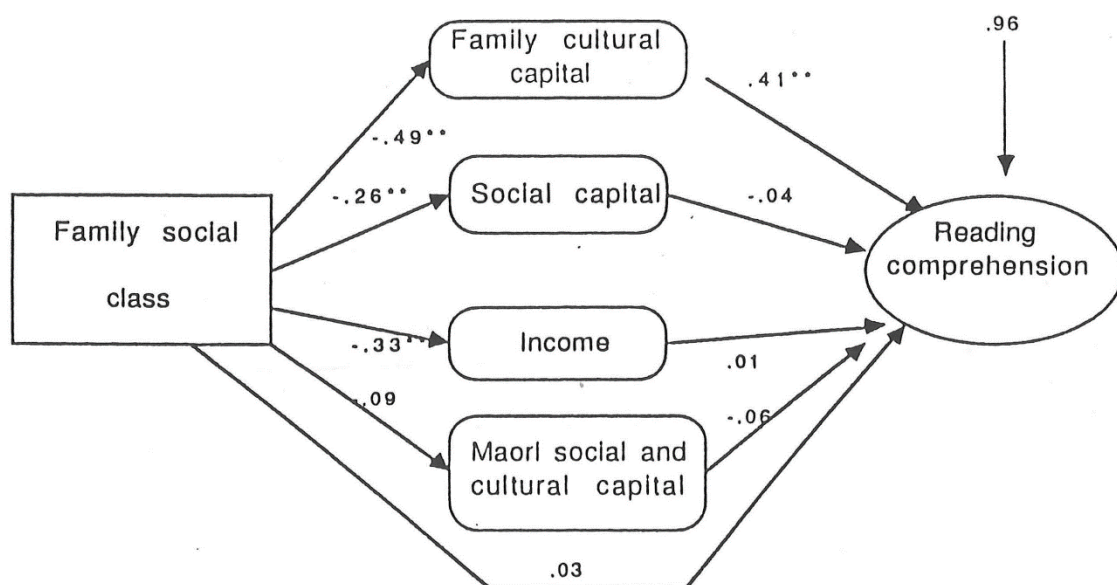 .96
Family cultural
capital
.41°°
-.49°°
-.26°°
Social capital
-.04
Family social
class
Reading
comprehension
-.33°°
Income
.01
-.09
-.06
Maorl social and
cultural capital
.03